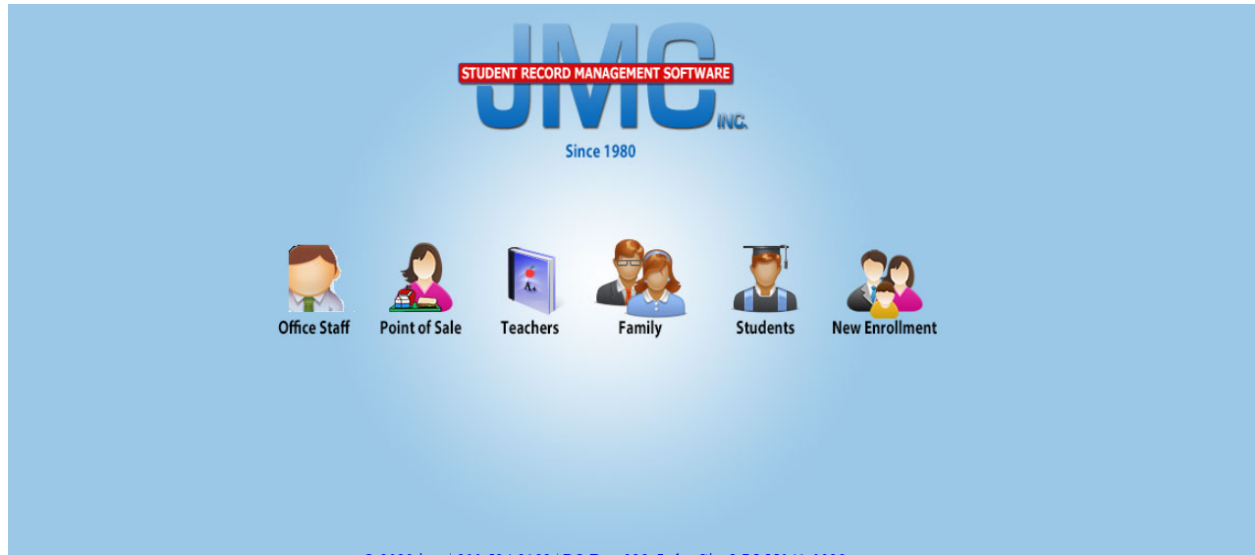 JMC
STUDENT RECORD MANAGEMENT SOFTWARE
INC.
Since 1980
A+
Office Staff Point of Sale Teachers Family Students New Enrollment